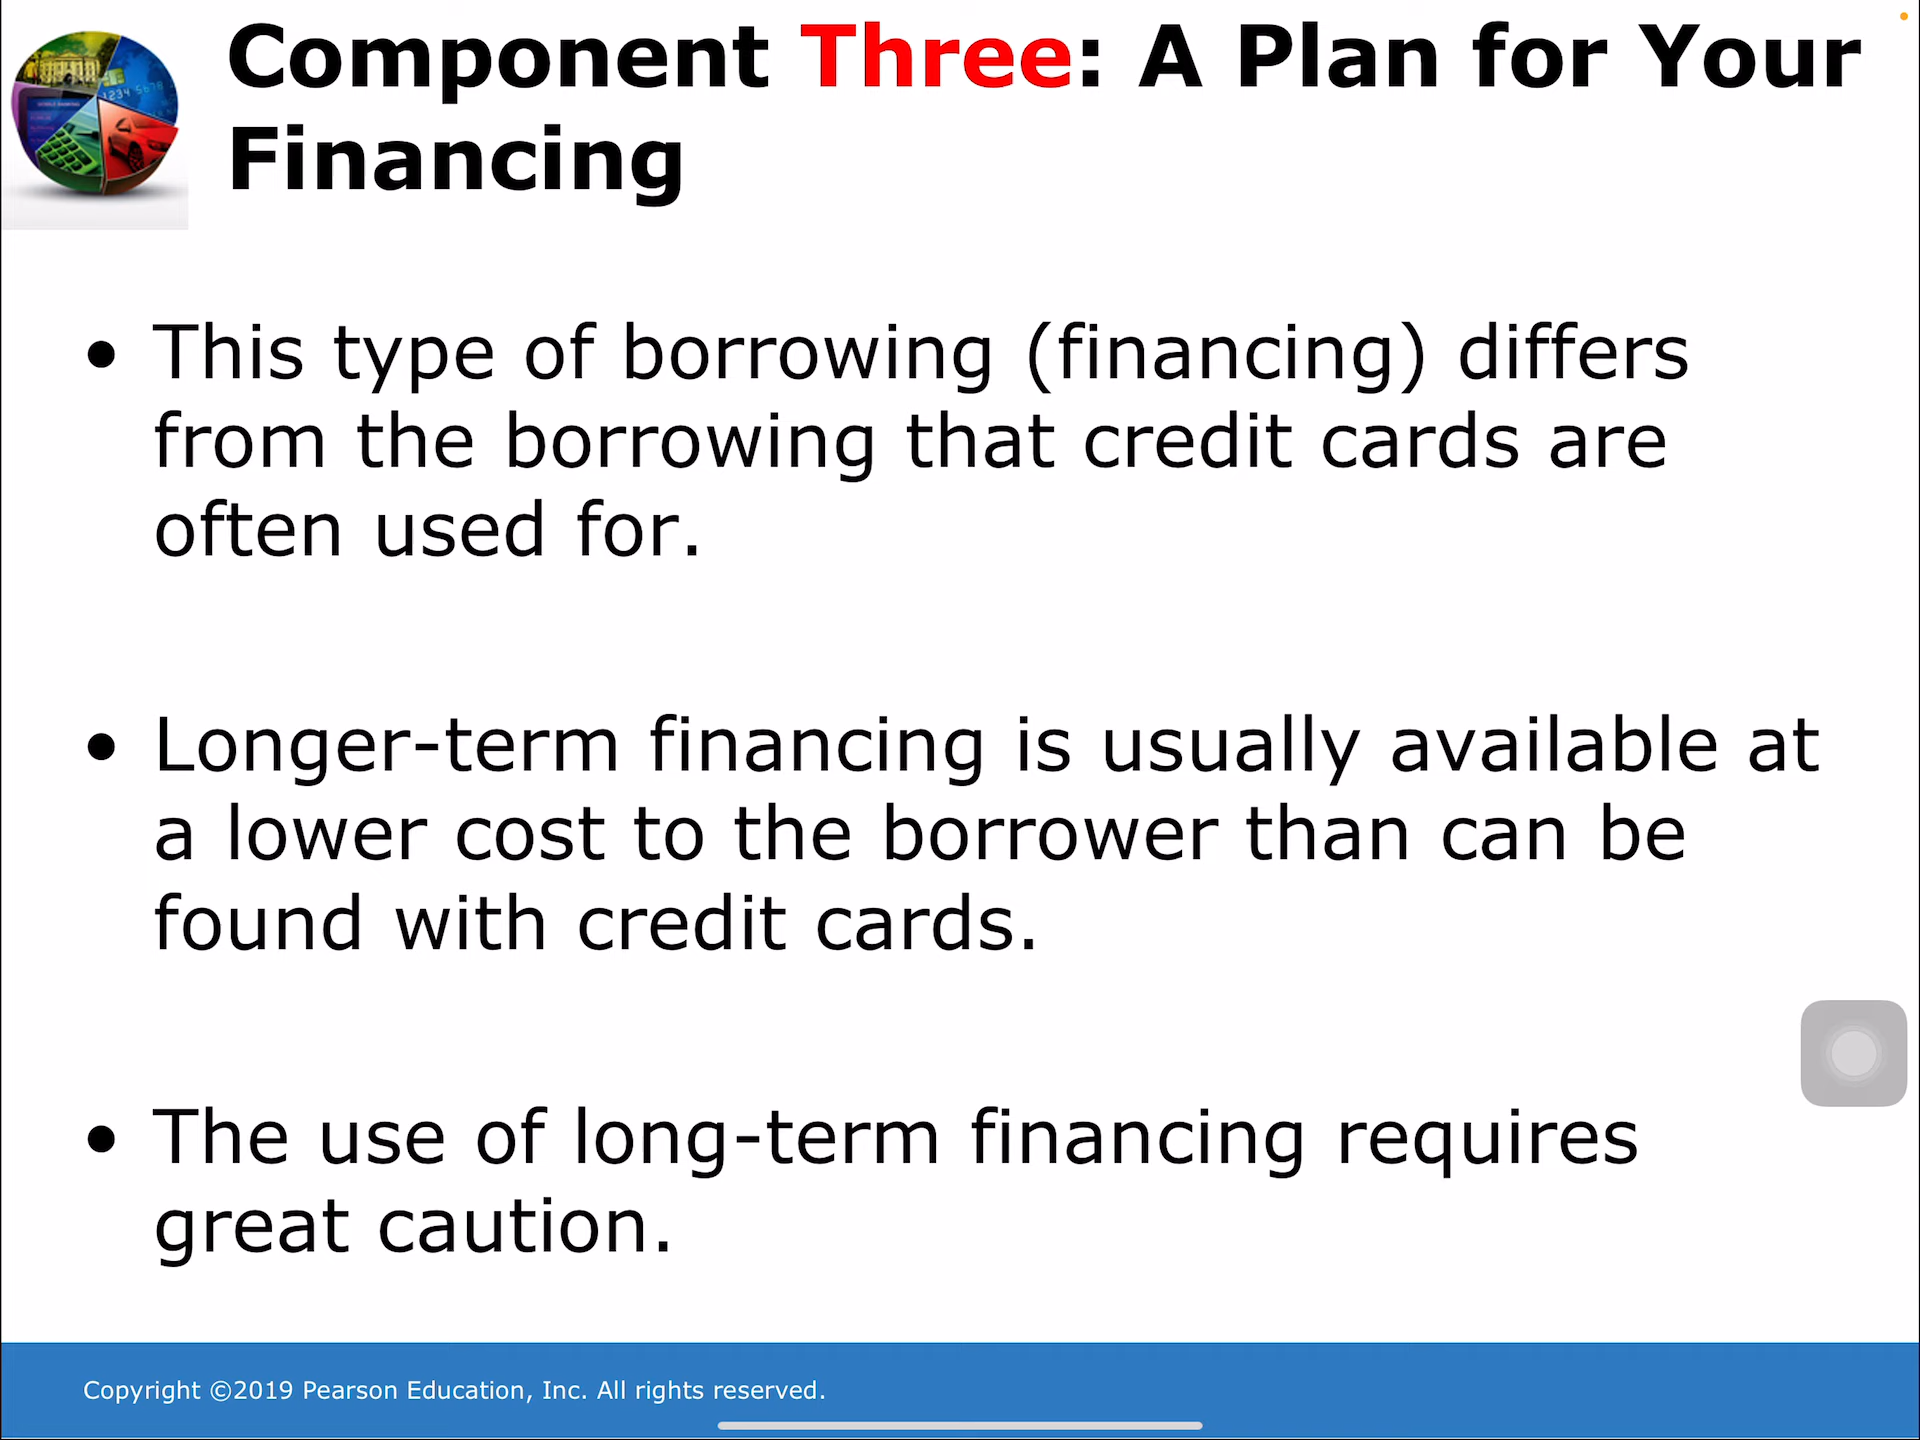 Component Three: A Plan for Your
Financing
• This type of borrowing (financing) differs
from the borrowing that credit cards are
often used for.
• Longer-term financing is usually available at
a lower cost to the borrower than can be
found with credit cards.
• The use of long-term financing requires
great caution.
Copyright ©2019 Pearson Education, Inc. All rights reserved.